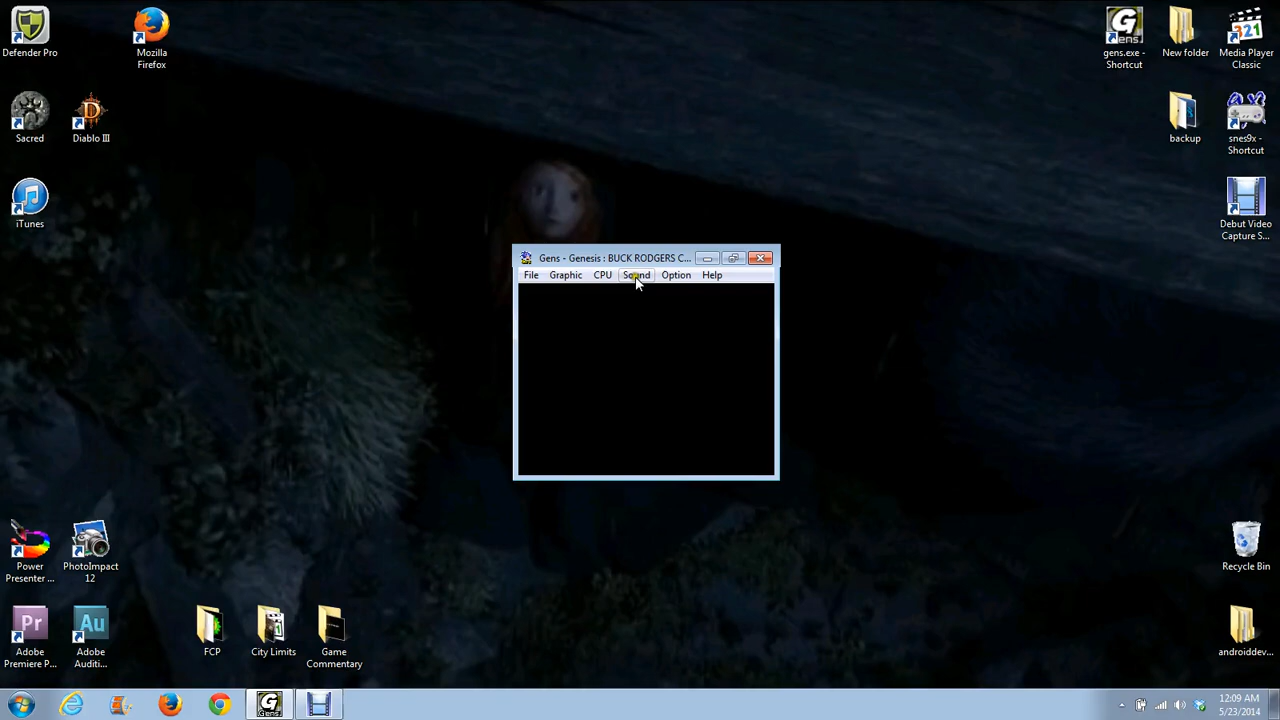 Defender Pro
Mozilla
Firefox
gens.exe -
Shortcut
New folder
Media Player
Classic
Sacred
Diablo III
backup
snes9x -
Shortcut
iTunes
Debut Video
Capture S...
Gens - Genesis : BUCK RODGERS C...
File Graphic CPU Sound Option Help
Power
Presenter ...
PhotoImpact
12
Recycle Bin
Adobe
Premiere P...
Adobe
Auditi...
FCP
City Limits
Game
Commentary
androiddev...
12:09 AM
5/23/2014